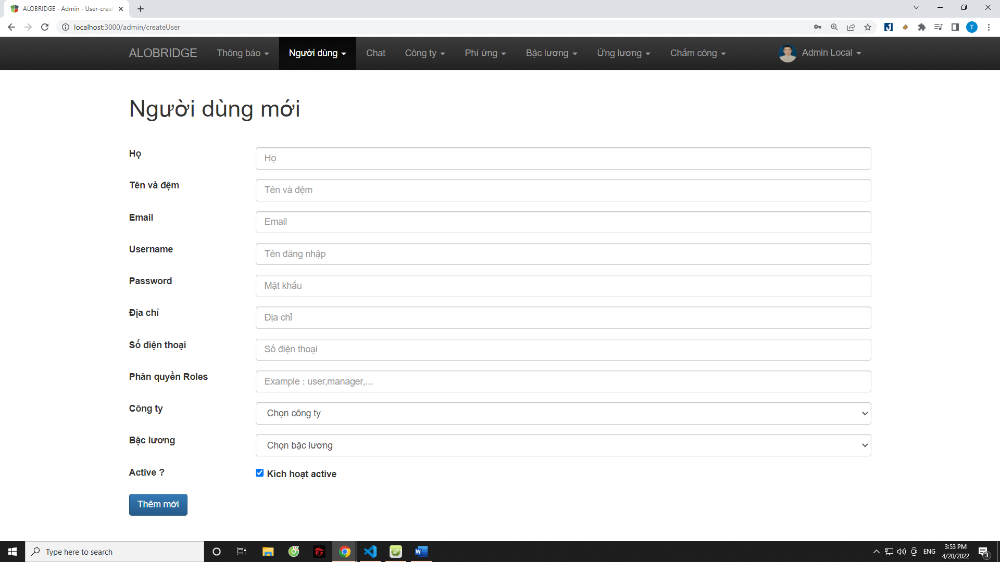 ALOBRIDGE - Admin - User-creat
localhost:3000/admin/createUser
T
ALOBRIDGE Thông báo Người dùng Chat Công ty Phí ứng Bậc lương Ứng lương Chấm công Admin Local
Người dùng mới
Họ Họ
Tên và đệm Tên và đệm
Email Email
Username Tên đăng nhập
Password Mật khẩu
Địa chỉ Địa chỉ
Số điện thoại Số điện thoại
Phân quyền Roles Example : user,manager,...
Công ty Chọn công ty
Bậc lương Chọn bậc lương
Active ? Kích hoạt active
Thêm mới
Type here to search
ENG
3:53 PM
4/20/2022
3